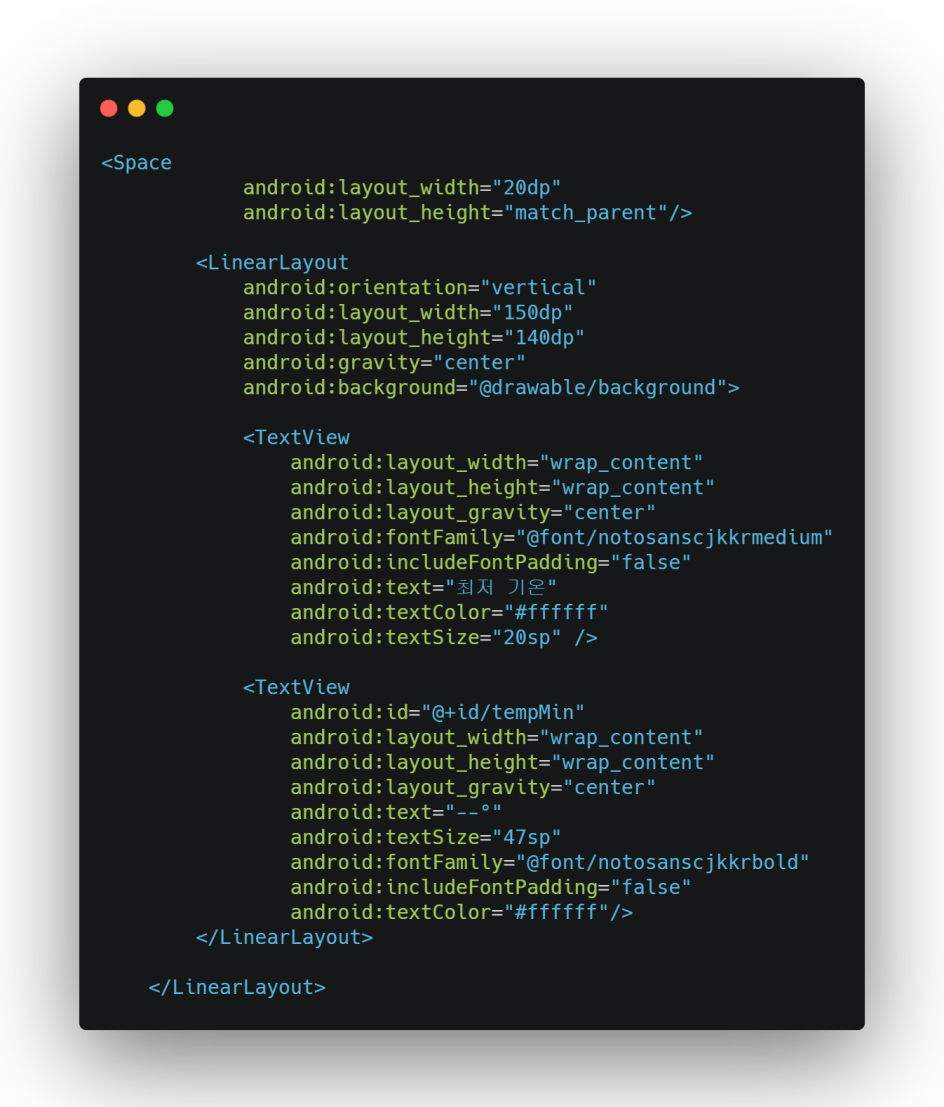 <Space
            android:layout_width="20dp"
            android:layout_height="match_parent"/>

        <LinearLayout
            android:orientation="vertical"
            android:layout_width="150dp"
            android:layout_height="140dp"
            android:gravity="center"
            android:background="@drawable/background">

            <TextView
                android:layout_width="wrap_content"
                android:layout_height="wrap_content"
                android:layout_gravity="center"
                android:fontFamily="@font/notosanscjkkrmedium"
                android:includeFontPadding="false"
                android:text="최저 기온"
                android:textColor="#ffffff"
                android:textSize="20sp" />

            <TextView
                android:id="@+id/tempMin"
                android:layout_width="wrap_content"
                android:layout_height="wrap_content"
                android:layout_gravity="center"
                android:text="--°"
                android:textSize="47sp"
                android:fontFamily="@font/notosanscjkkrbold"
                android:includeFontPadding="false"
                android:textColor="#ffffff"/>
        </LinearLayout>

    </LinearLayout>